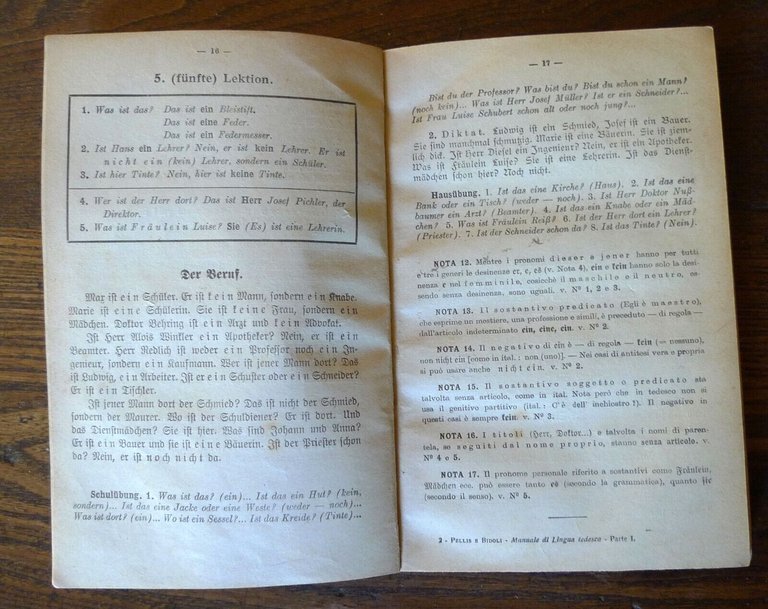 — 16 —
5. (fünfte) Lektion.
1. Was ist das? Das ist ein Bleistift.
Das ist eine Feder.
Das ist ein Federmesser.
2. Ist Hans ein Lehrer? Nein, er ist kein Lehrer. Er ist
nicht ein (kein) Lehrer, sondern ein Schüler.
3. Ist hier Tinte? Nein, hier ist keine Tinte.
4. Wer ist der Herr dort? Das ist Herr Josef Pichler, der
Direktor.
5. Was ist Fräulein Luise? Sie (Es) ist eine Lehrerin.
Der Beruf.
Max ist ein Schüler. Er ist kein Mann, sondern ein Knabe.
Marie ist eine Schülerin. Sie ist keine Frau, sondern ein
Mädchen. Doktor Behring ist ein Arzt und kein Advokat.
Ist Herr Alois Winkler ein Apotheker? Nein, er ist ein
Beamter. Herr Redlich ist weder ein Professor noch ein In-
genieur, sondern ein Kaufmann. Wer ist jener Mann dort? Das
ist Ludwig, ein Arbeiter. Ist er ein Schuster oder ein Schneider?
Er ist ein Tischler.
Ist jener Mann dort der Schmied? Das ist nicht der Schmied,
sondern der Maurer. Wo ist der Schuldiener? Er ist dort. Und
das Dienstmädchen? Sie ist hier. Was sind Johann und Anna?
Er ist ein Bauer und sie ist eine Bäuerin. Ist der Priester schon
da? Nein, er ist noch nicht da.
Schulübung. 1. Was ist das? (ein)... Ist das ein Hut? (kein,
sondern)... Ist das eine Jacke oder eine Weste? (weder — noch)...
Was ist dort? (ein)... Wo ist ein Sessel?... Ist das Kreide? (Tinte)...
— 17 —
Bist du der Professor? Was bist du? Bist du schon ein Mann?
(noch kein)... Was ist Herr Josef Müller? Ist er ein Schneider?...
Ist Frau Luise Schubert schon alt oder noch jung?...
2. Diktat. Ludwig ist ein Schmied, Josef ist ein Bauer.
Sie sind manchmal schmutzig. Marie ist eine Bäuerin. Sie ist ziem-
lich dick. Ist Herr Diesel ein Ingenieur? Nein, er ist ein Apotheker.
Was ist Fräulein Luise? Sie ist eine Lehrerin. Ist das Dienst-
mädchen schon hier? Noch nicht.
Hausübung. 1. Ist das eine Kirche? (Haus). 2. Ist das eine
Bank oder ein Tisch? (weder — noch). 3. Ist Herr Doktor Nuß-
baumer ein Arzt? (Beamter). 4. Ist das ein Knabe oder ein Mäd-
chen? 5. Was ist Fräulein Reiß? 6. Ist der Herr dort ein Lehrer?
(Priester). 7. Ist der Schneider schon da? 8. Ist das Tinte? (Nein).
NOTA 12. Mentre i pronomi dieser e jener hanno per tutti
e tre i generi le desinenze er, e, es (v. Nota 4), ein e kein hanno solo la desi-
nenza e nel femminile, cosicchè il maschile e il neutro, es-
sendo senza desinenza, sono uguali. v. Nº 1, 2 e 3.
NOTA 13. Il sostantivo predicato (Egli è maestro),
che esprime un mestiere, una professione e simili, è preceduto — di regola —
dall'articolo indeterminato ein, eine, ein. v. Nº 2.
NOTA 14. Il negativo di ein è — di regola — kein (= nessuno),
non nicht ein [come in ital. : non (uno)]. — Nei casi di antitesi vera e propria
si può usare anche nicht ein. v. Nº 2.
NOTA 15. Il sostantivo soggetto o predicato sta
talvolta senza articolo, come in ital. Nota però che in tedesco non si
usa il genitivo partitivo (ital.: C'è dell' inchiostro?). Il negativo in
questi casi è sempre kein. v. Nº 3.
NOTA 16. I titoli (Herr, Doktor...) e talvolta i nomi di paren-
tela, se seguiti dal nome proprio, stanno senza articolo. v.
Nº 4 e 5.
NOTA 17. Il pronome personale riferito a sostantivi come Fräulein,
Mädchen ecc. può essere tanto es (secondo la grammatica), quanto sie
(secondo il senso). v. Nº 5.
2 - Pellis e Bidoli - Manuale di Lingua tedesca - Parte I.